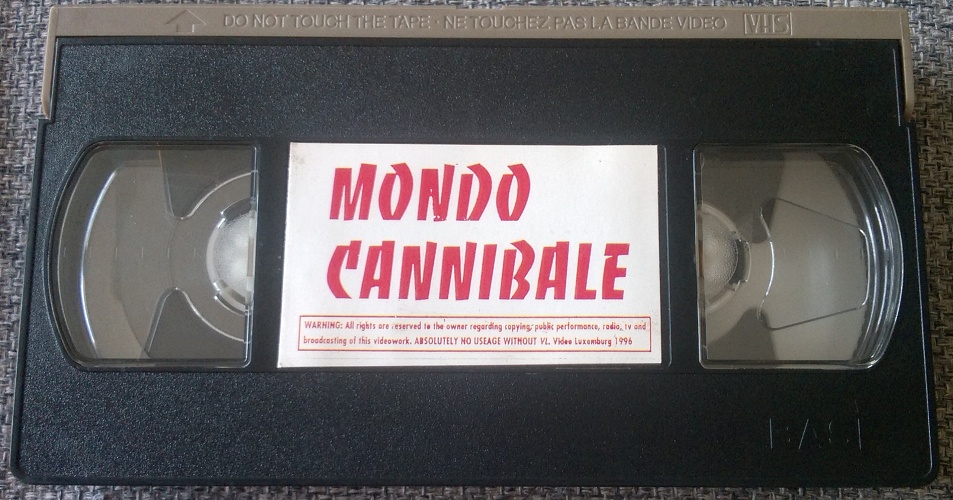 DO NOT TOUCH THE TAPE · NE TOUCHEZ PAS LA BANDE VIDEO VHS
MONDO
CANNIBALE
WARNING: All rights are reserved to the owner regarding copying, public performance, radio, tv and
broadcasting of this videowork. ABSOLUTELY NO USEAGE WITHOUT VL. Video Luxemburg 1996
BASF